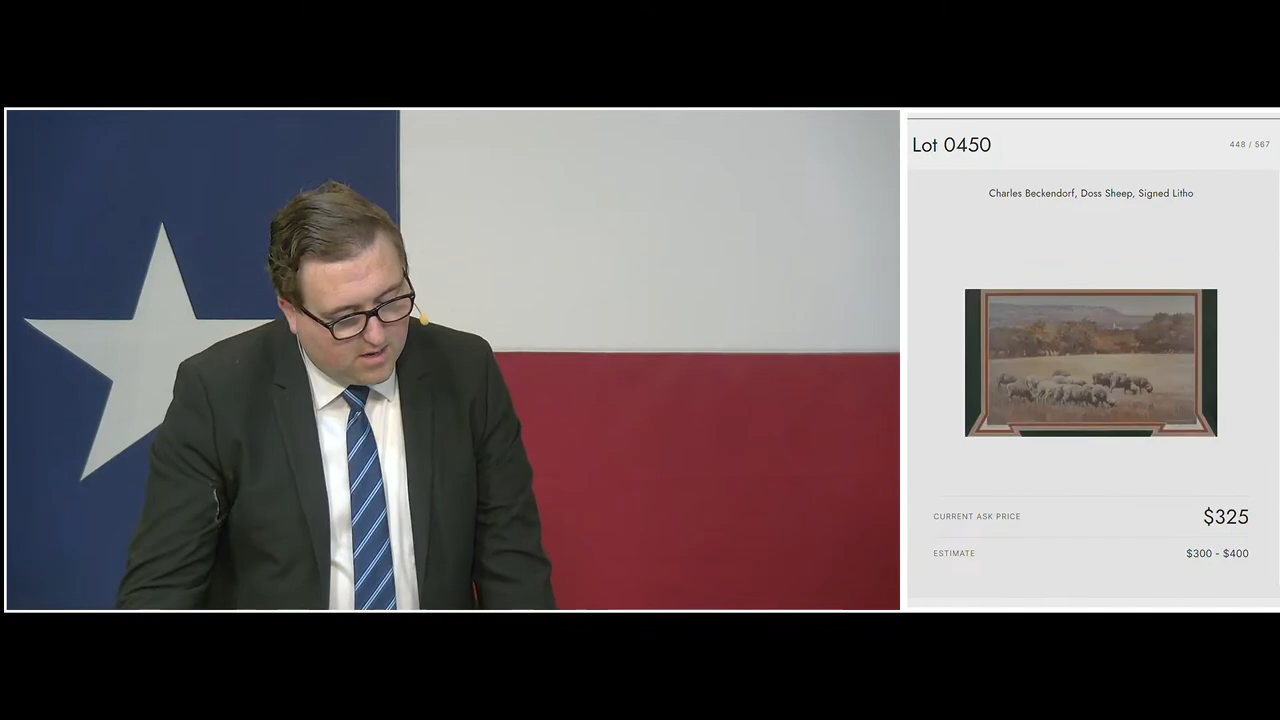 Lot 0450
448 / 567
Charles Beckendorf, Doss Sheep, Signed Litho
CURRENT ASK PRICE
$325
ESTIMATE
$300 - $400